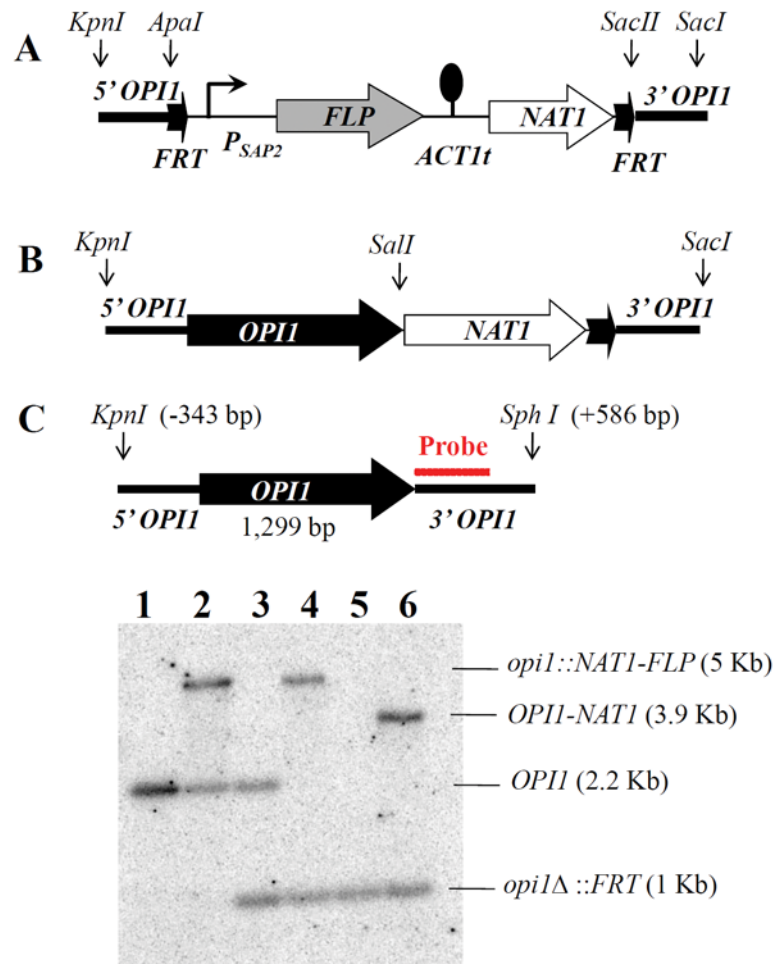 KpnI ApaI SacII SacI
A
5’ OPI1 3’ OPI1
FLP NAT1
FRT P_SAP2 ACT1t FRT
KpnI SalI SacI
B
5’ OPI1 3’ OPI1
OPI1 NAT1
C
KpnI (-343 bp) Sph I (+586 bp)
Probe
OPI1
5’ OPI1 1,299 bp 3’ OPI1
1 2 3 4 5 6
opi1::NAT1-FLP (5 Kb)
OPI1-NAT1 (3.9 Kb)
OPI1 (2.2 Kb)
opi1Δ ::FRT (1 Kb)